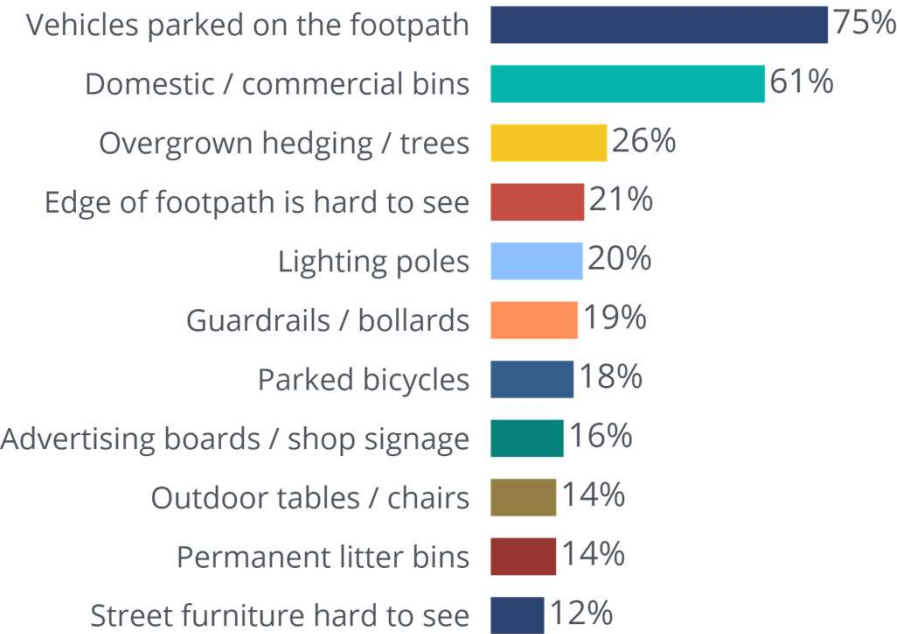 Vehicles parked on the footpath 75%
Domestic / commercial bins 61%
Overgrown hedging / trees 26%
Edge of footpath is hard to see 21%
Lighting poles 20%
Guardrails / bollards 19%
Parked bicycles 18%
Advertising boards / shop signage 16%
Outdoor tables / chairs 14%
Permanent litter bins 14%
Street furniture hard to see 12%